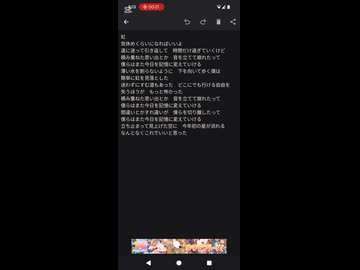 00:31
虹
気休めくらいになればいいよ
道に迷って引き返して　時間だけ過ぎていくけど
積み重ねた思い出とか　音を立てて崩れたって
僕らはまた今日を記憶に変えていける
薄い氷を割らないように　下を向いて歩く僕は
簡単に虹を見落とした
迷わずにすむ道もあった　どこにでも行ける自由を
失うほうが　もっと怖かった
積み重ねた思い出とか　音を立てて崩れたって
僕らはまた今日を記憶に変えていける
間違いとかすれ違いが　僕らを切り離したって
僕らはまた今日を記憶に変えていける
立ち止まって見上げた空に　今年初の星が流れる
なんとなくこれでいいと思った